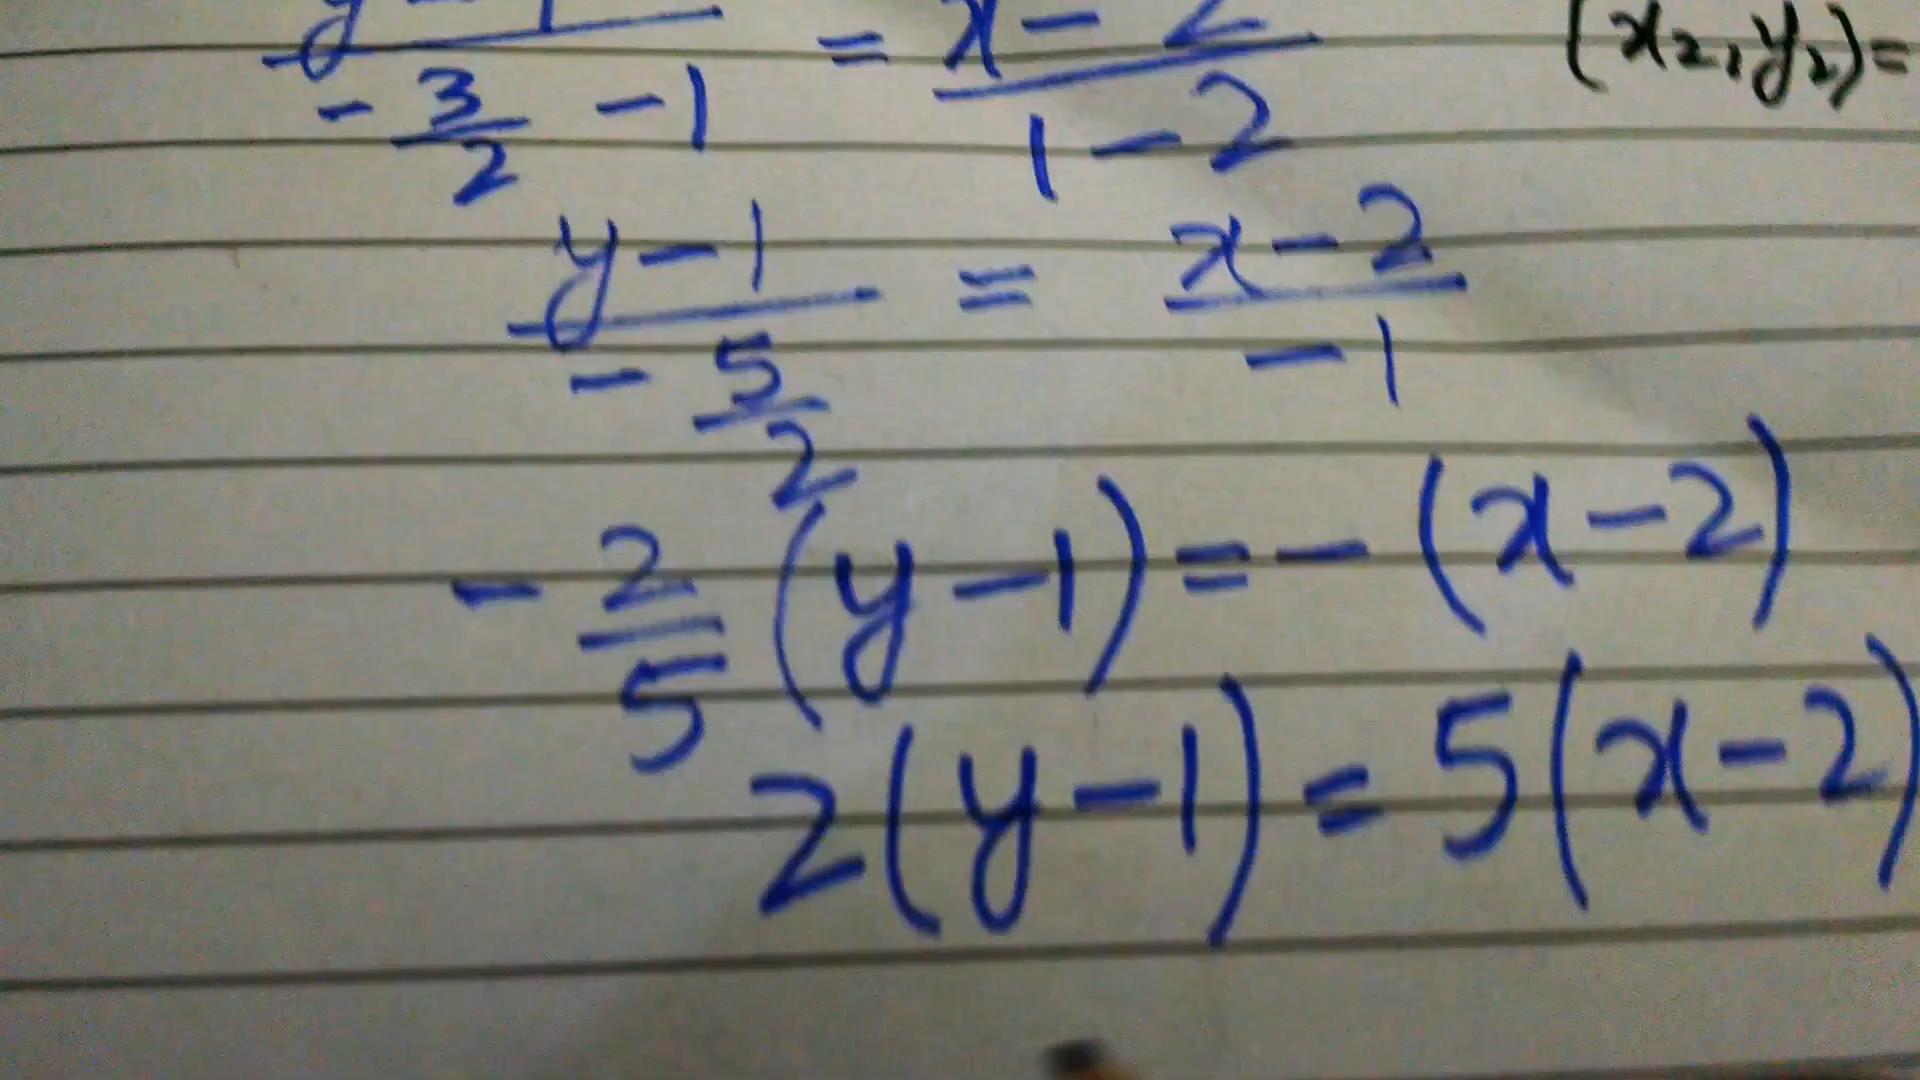 y - 1 / - 3/2 - 1 = x - 2 / 1 - 2
(x₂, y₂) =
y - 1 / - 5/2 = x - 2 / - 1
- 2/5 (y - 1) = - (x - 2)
2(y - 1) = 5(x - 2)